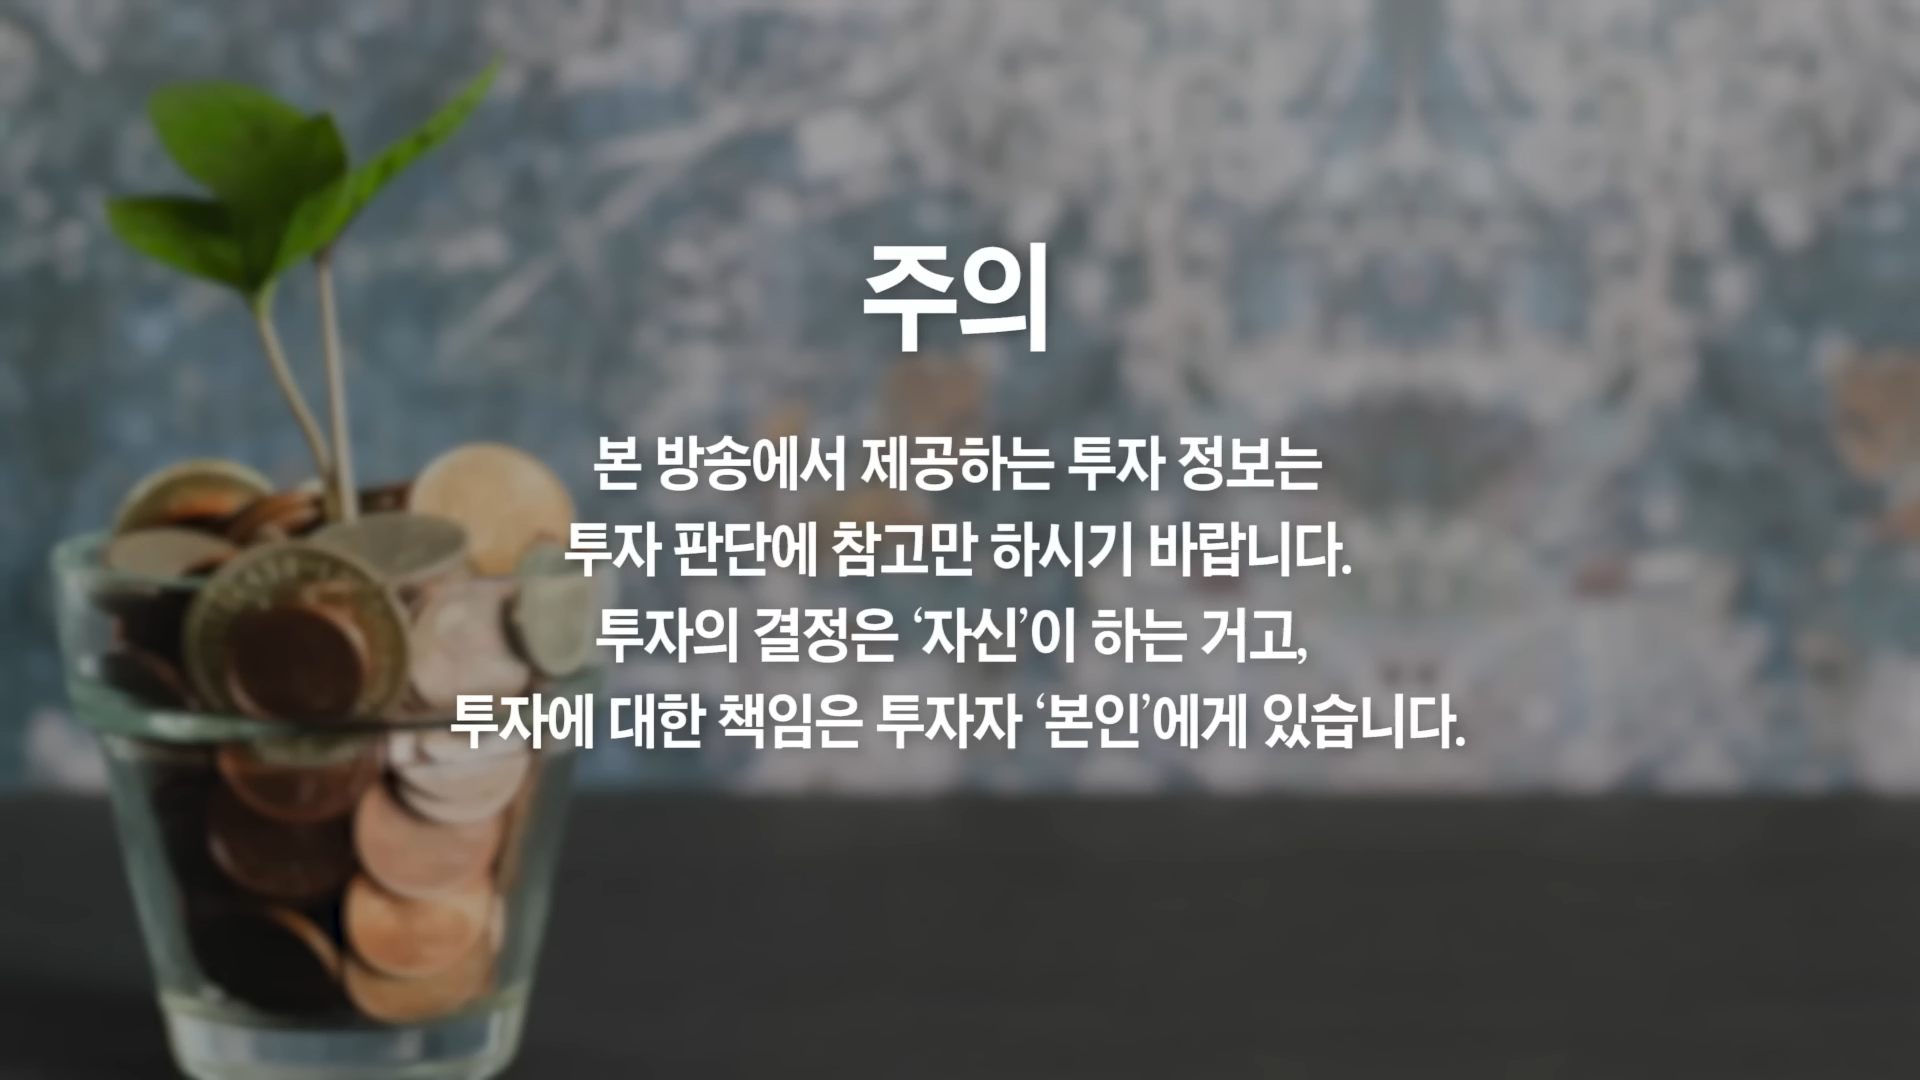 주의
본 방송에서 제공하는 투자 정보는
투자 판단에 참고만 하시기 바랍니다.
투자의 결정은 ‘자신’이 하는 거고,
투자에 대한 책임은 투자자 ‘본인’에게 있습니다.